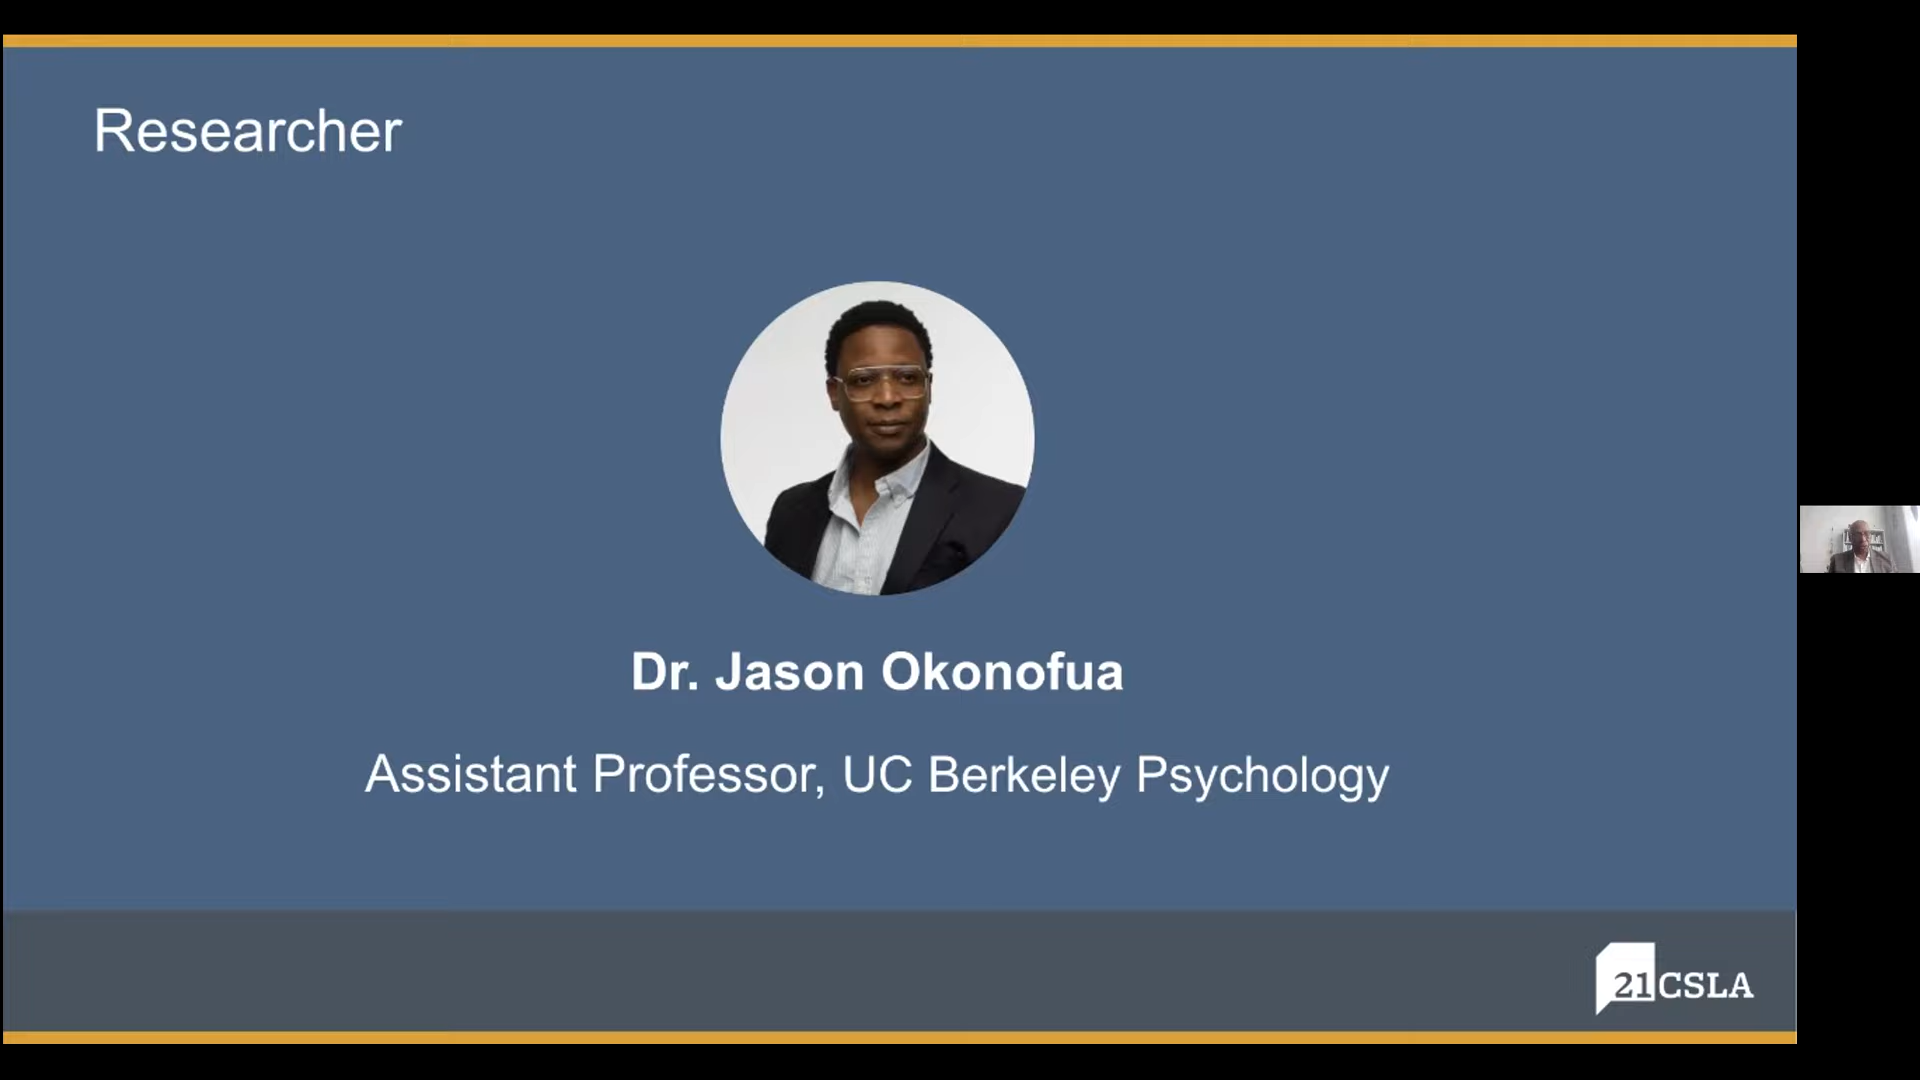 Researcher
Dr. Jason Okonofua
Assistant Professor, UC Berkeley Psychology
21CSLA